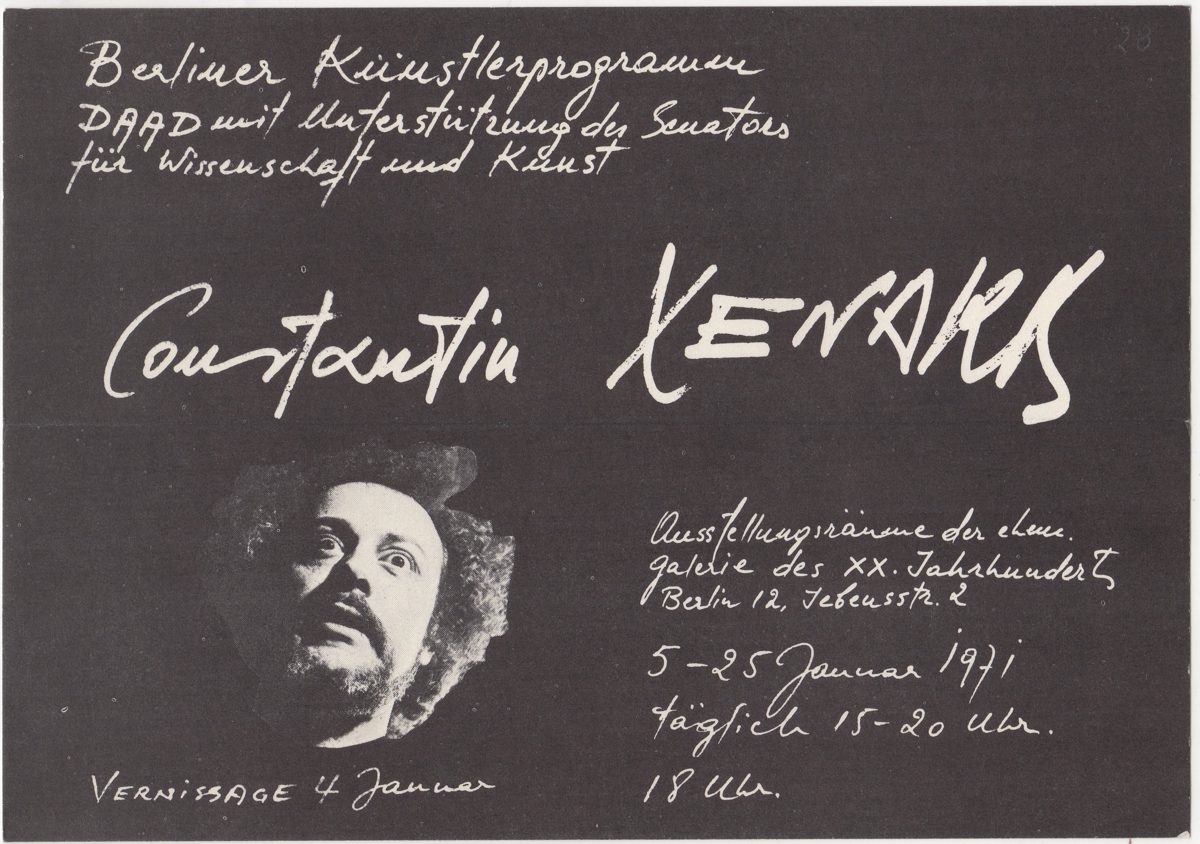 28
Berliner Künstlerprogramm
DAAD mit Unterstützung des Senators
für Wissenschaft und Kunst
Constantin XENAKIS
Ausstellungsräume der ehem.
Galerie des XX. Jahrhunderts
Berlin 12, Jebensstr. 2
5-25 Januar 1971
täglich 15-20 Uhr.
VERNISSAGE 4 Januar 18 Uhr.